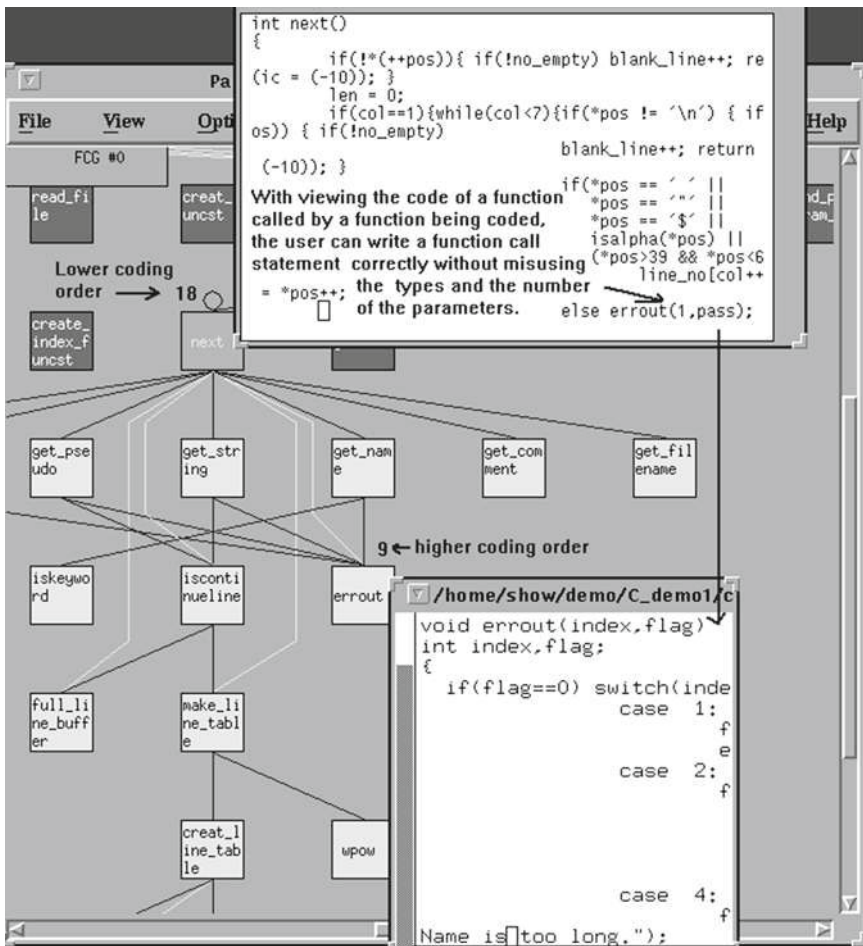 int next()
{
if(!*(++pos)){ if(!no_empty) blank_line++; re
(ic = (-10)); }
len = 0;
if(col==1){while(col<7){if(*pos != '\n') { if
os)) { if(!no_empty)
blank_line++; return
(-10)); }
With viewing the code of a function
called by a function being coded,
the user can write a function call
statement correctly without misusing
the types and the number
of the parameters.
if(*pos == ' ' ||
*pos == '"' ||
*pos == '$' ||
isalpha(*pos) ||
(*pos>39 && *pos<6
line_no[col++
= *pos++;
else errout(1,pass);
Pa
File View Opti Help
FCG #0
read_fi
le
creat_
uncst
nd_p
ram_
Lower coding
order → 18
create_
index_f
uncst
next
get_pse
udo
get_str
ing
get_nam
e
get_com
ment
get_fil
ename
9 ← higher coding order
iskeywo
rd
isconti
nueline
errout
full_li
ne_buff
er
make_li
ne_tabl
e
creat_l
ine_tab
le
wpow
/home/show/demo/C_demo1/c
void errout(index,flag)
int index,flag;
{
if(flag==0) switch(inde
case 1:
f
e
case 2:
f
case 4:
f
Name is too long.");